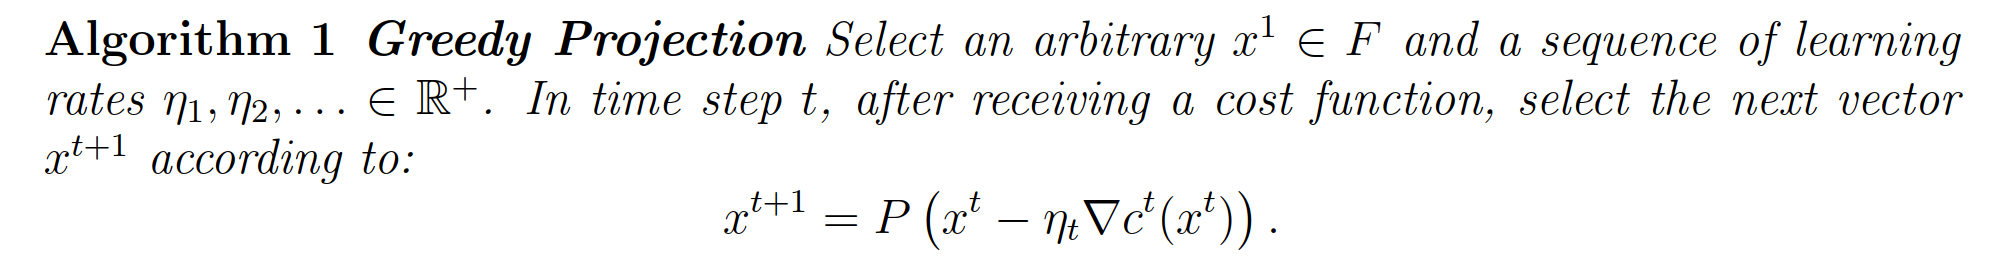 Algorithm 1 Greedy Projection Select an arbitrary x¹ ∈ F and a sequence of learning
rates η₁, η₂, . . . ∈ ℝ⁺. In time step t, after receiving a cost function, select the next vector
xᵗ⁺¹ according to:
xᵗ⁺¹ = P (xᵗ − ηₜ∇cᵗ(xᵗ)) .